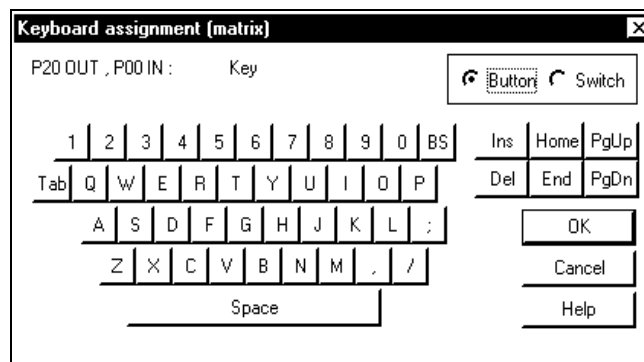 Keyboard assignment (matrix)
P20 OUT , P00 IN : Key
Button Switch
1 2 3 4 5 6 7 8 9 0 BS Ins Home PgUp
Tab Q W E R T Y U I O P Del End PgDn
A S D F G H J K L ;
OK
Z X C V B N M , /
Cancel
Space
Help